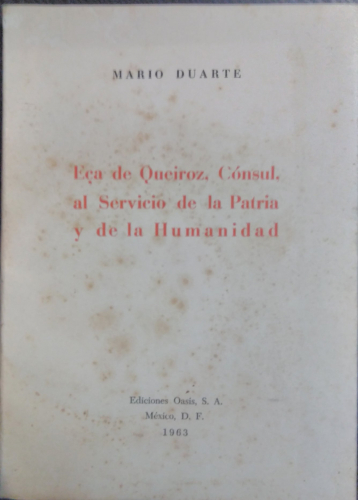 MARIO DUARTE
Eça de Queiroz, Cónsul,
al Servicio de la Patria
y de la Humanidad
Ediciones Oasis, S. A.
México, D. F.
1963